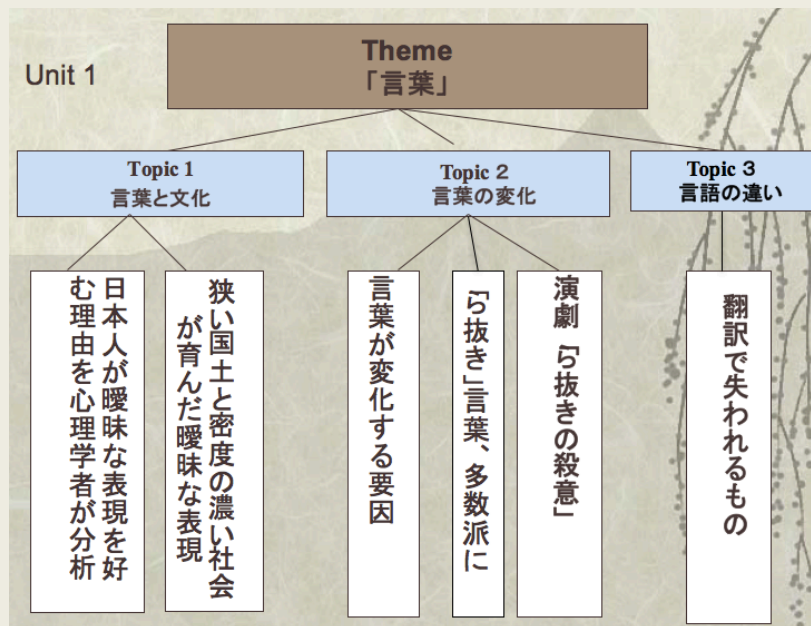 Unit 1
Theme
「言葉」
Topic 1
言葉と文化
Topic 2
言葉の変化
Topic 3
言語の違い
日本人が曖昧な表現を好
む理由を心理学者が分析
狭い国土と密度の濃い社会
が育んだ曖昧な表現
言葉が変化する要因
「ら抜き」言葉、多数派に
演劇「ら抜きの殺意」
翻訳で失われるもの